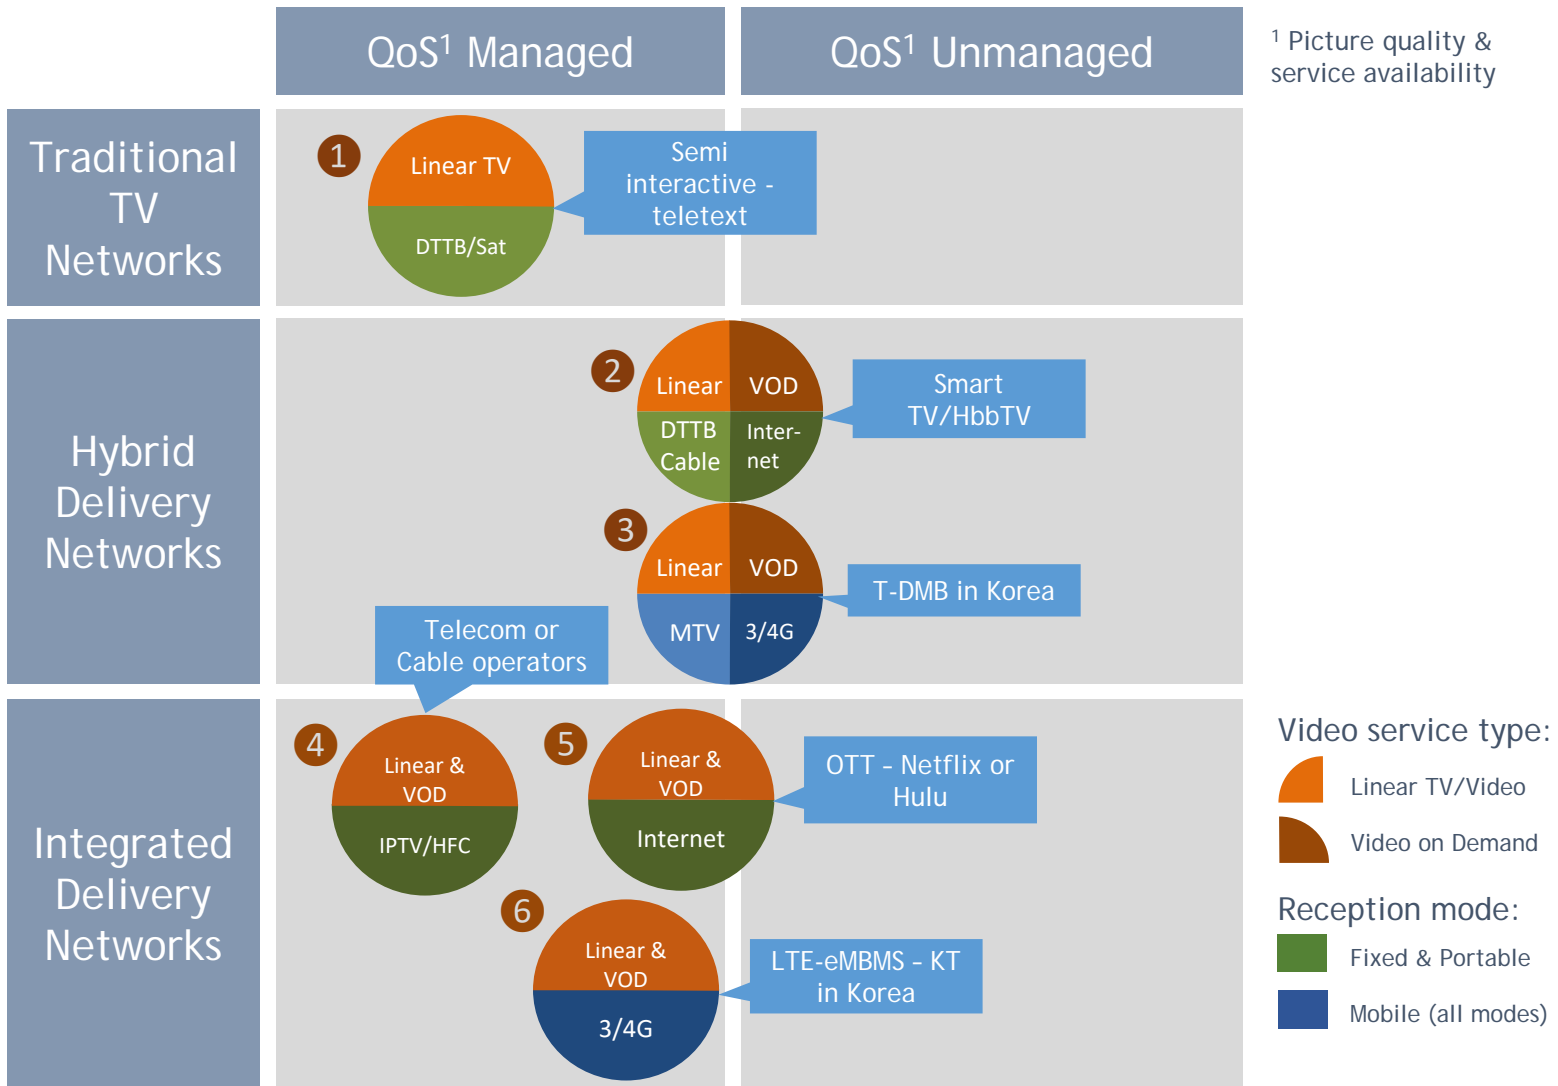 QoS¹ Managed
QoS¹ Unmanaged
¹ Picture quality &
service availability
Traditional
TV
Networks
1
Linear TV
DTTB/Sat
Semi
interactive -
teletext
Hybrid
Delivery
Networks
2
Linear
VOD
DTTB
Cable
Inter-
net
Smart
TV/HbbTV
3
Linear
VOD
MTV
3/4G
T-DMB in Korea
Telecom or
Cable operators
Integrated
Delivery
Networks
4
Linear &
VOD
IPTV/HFC
5
Linear &
VOD
Internet
OTT – Netflix or
Hulu
6
Linear &
VOD
3/4G
LTE-eMBMS – KT
in Korea
Video service type:
Linear TV/Video
Video on Demand
Reception mode:
Fixed & Portable
Mobile (all modes)